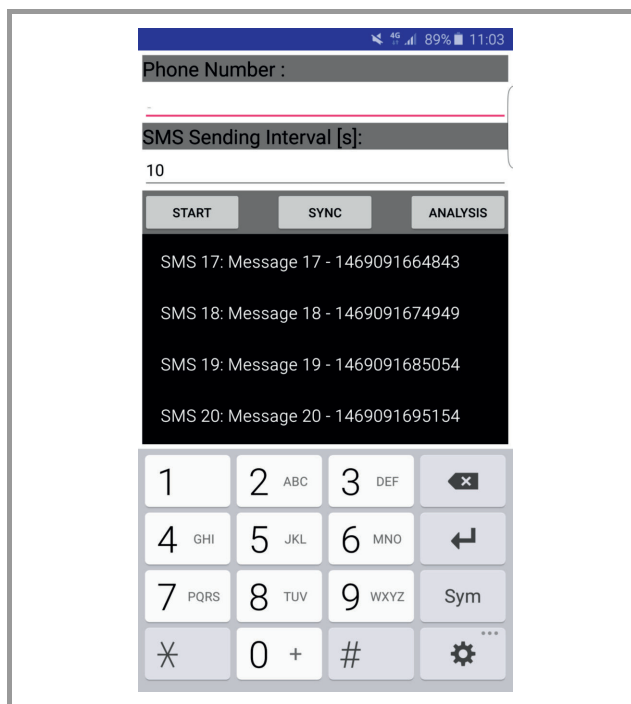 4G 89% 11:03
Phone Number :
SMS Sending Interval [s]:
10
START SYNC ANALYSIS
SMS 17: Message 17 - 1469091664843
SMS 18: Message 18 - 1469091674949
SMS 19: Message 19 - 1469091685054
SMS 20: Message 20 - 1469091695154
1 2 ABC 3 DEF
4 GHI 5 JKL 6 MNO
7 PQRS 8 TUV 9 WXYZ Sym
* 0 + #